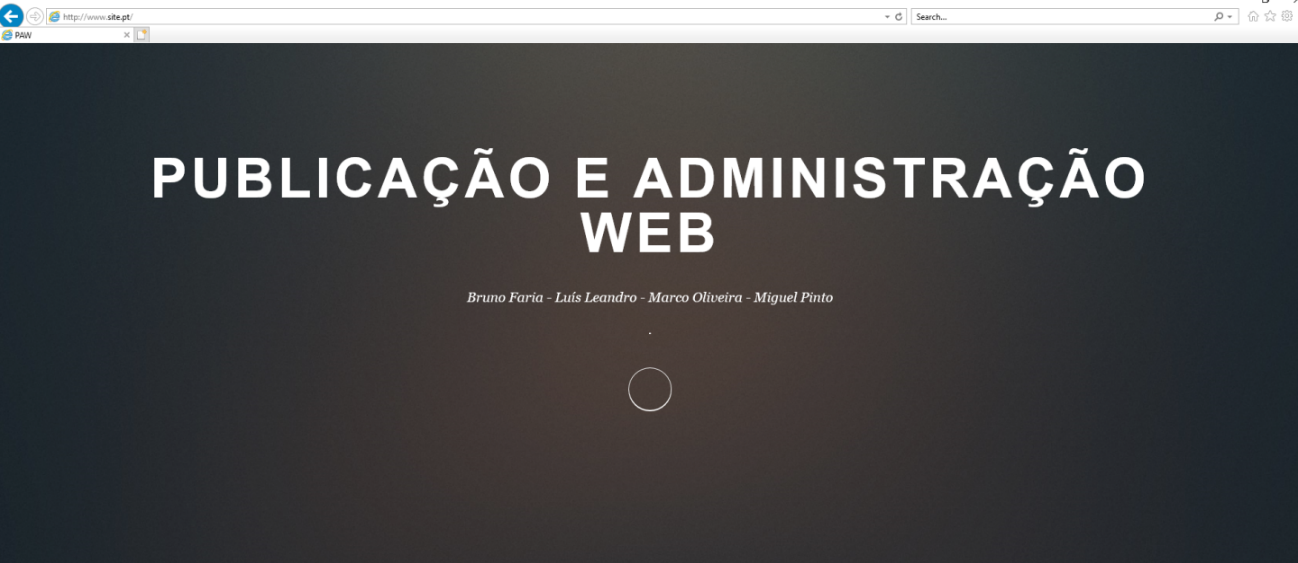 http://www.site.pt/
Search...
PAW
PUBLICAÇÃO E ADMINISTRAÇÃO
WEB
Bruno Faria - Luís Leandro - Marco Oliveira - Miguel Pinto
.